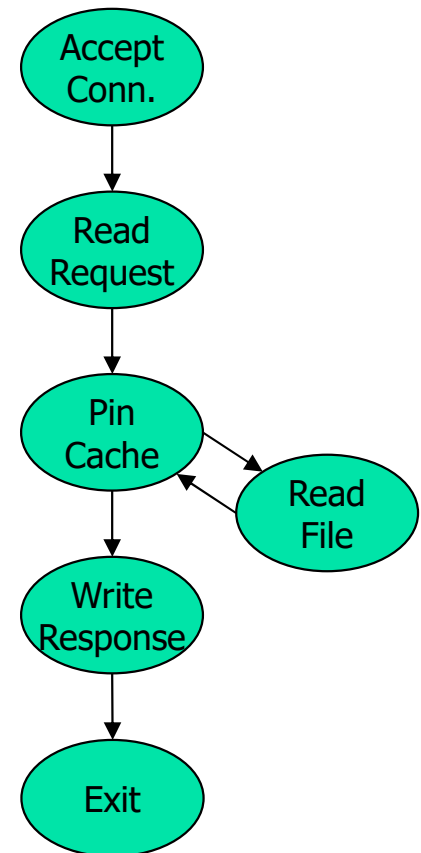 Accept
Conn.
Read
Request
Pin
Cache
Read
File
Write
Response
Exit